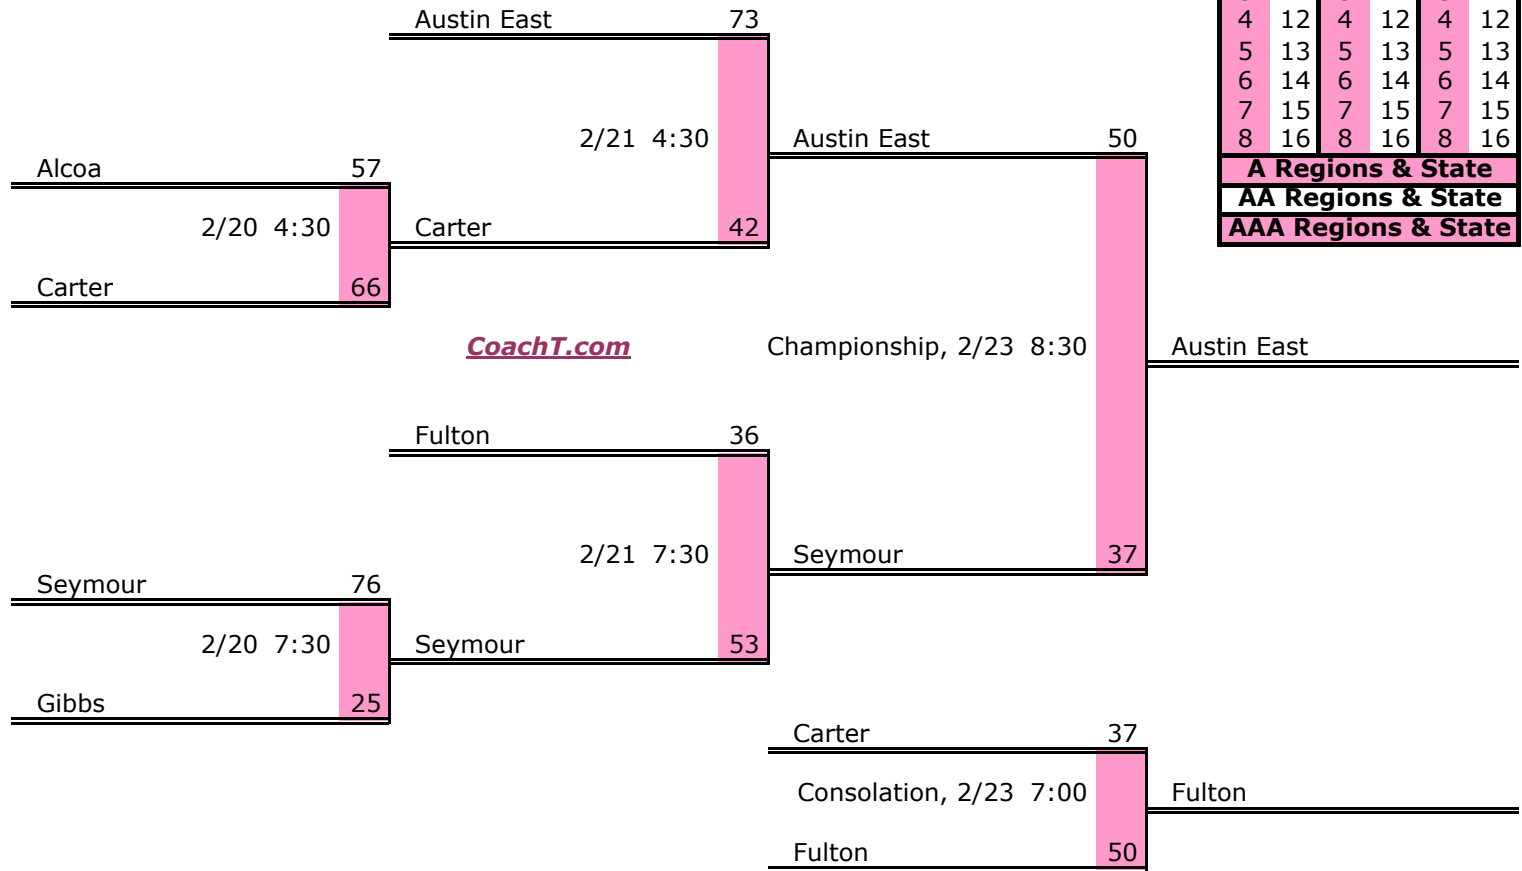 Austin East 73
4 12 4 12 4 12
5 13 5 13 5 13
6 14 6 14 6 14
7 15 7 15 7 15
2/21 4:30 Austin East 50
8 16 8 16 8 16
Alcoa 57
A Regions & State
AA Regions & State
2/20 4:30 Carter 42
AAA Regions & State
Carter 66
CoachT.com Championship, 2/23 8:30 Austin East
Fulton 36
2/21 7:30 Seymour 37
Seymour 76
2/20 7:30 Seymour 53
Gibbs 25
Carter 37
Consolation, 2/23 7:00 Fulton
Fulton 50